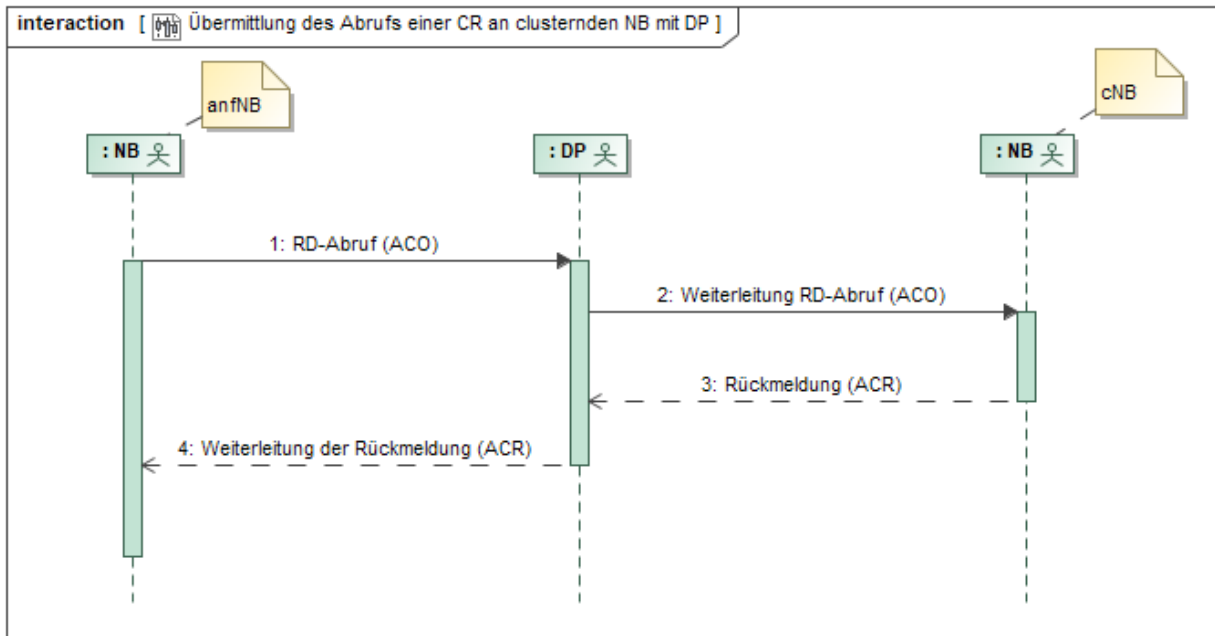 interaction [ Übermittlung des Abrufs einer CR an clusternden NB mit DP ]
anfNB
cNB
: NB
: DP
: NB
1: RD-Abruf (ACO)
2: Weiterleitung RD-Abruf (ACO)
3: Rückmeldung (ACR)
4: Weiterleitung der Rückmeldung (ACR)